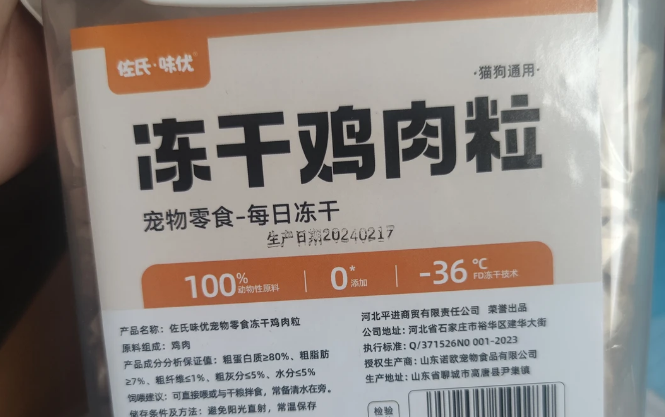 佐氏·味优
·猫狗通用·
冻干鸡肉粒
宠物零食-每日冻干
生产日期20240217
100%动物性原料 0*添加 -36℃FD冻干技术
产品名称：佐氏味优宠物零食冻干鸡肉粒
原料组成：鸡肉
产品成分分析保证值：粗蛋白质≥80%、粗脂肪
≥7%、粗纤维≤1%、粗灰分≤5%、水分≤5%
饲喂建议：可直接喂或与干粮拌食，常备清水在旁。
储存条件及方法：避免阳光直射，常温保存
河北平进商贸有限责任公司 荣誉出品
公司地址：河北省石家庄市裕华区建华大街
执行标准：Q/371526N0 001-2023
授权生产商：山东诺欧宠物食品有限公司
生产地址：山东省聊城市高唐县尹集镇
检验